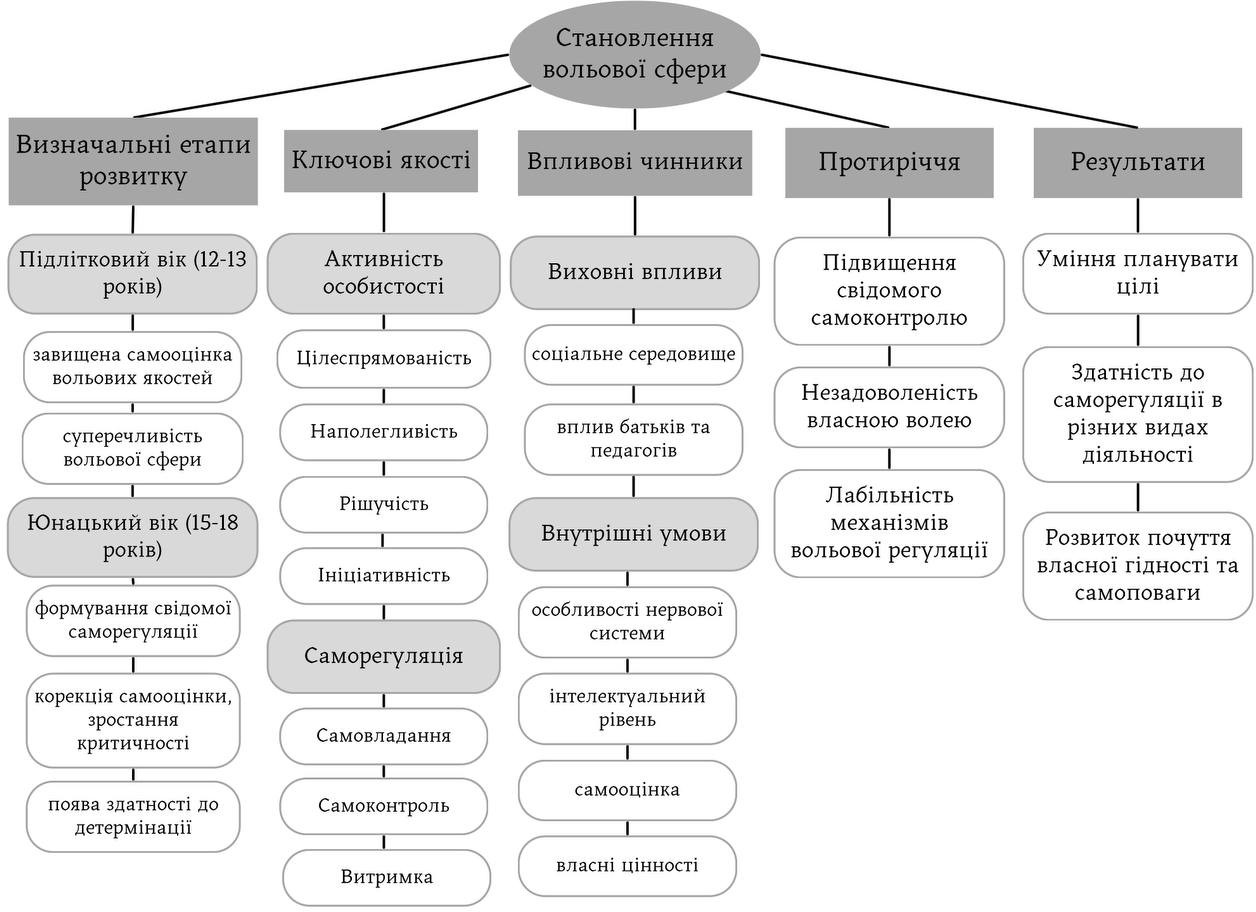 Становлення
вольової сфери
Визначальні етапи
розвитку
Підлітковий вік (12-13
років)
завищена самооцінка
вольових якостей
суперечливість
вольової сфери
Юнацький вік (15-18
років)
формування свідомої
саморегуляції
корекція самооцінки,
зростання
критичності
поява здатності до
детермінації
Ключові якості
Активність
особистості
Цілеспрямованість
Наполегливість
Рішучість
Ініціативність
Саморегуляція
Самовладання
Самоконтроль
Витримка
Впливові чинники
Виховні впливи
соціальне середовище
вплив батьків та
педагогів
Внутрішні умови
особливості нервової
системи
інтелектуальний
рівень
самооцінка
власні цінності
Протиріччя
Підвищення
свідомого
самоконтролю
Незадоволеність
власною волею
Лабільність
механізмів
вольової регуляції
Результати
Уміння планувати
цілі
Здатність до
саморегуляції в
різних видах
діяльності
Розвиток почуття
власної гідності та
самоповаги